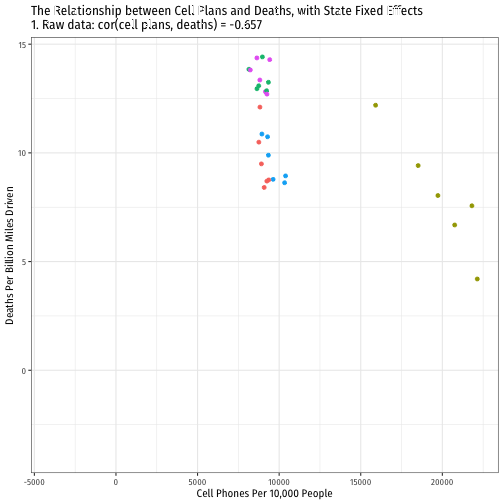 The Relationship between Cell Plans and Deaths, with State Fixed Effects
1. Raw data: cor(cell plans, deaths) = -0.657
15
10
5
0
Deaths Per Billion Miles Driven
-5000 0 5000 10000 15000 20000
Cell Phones Per 10,000 People